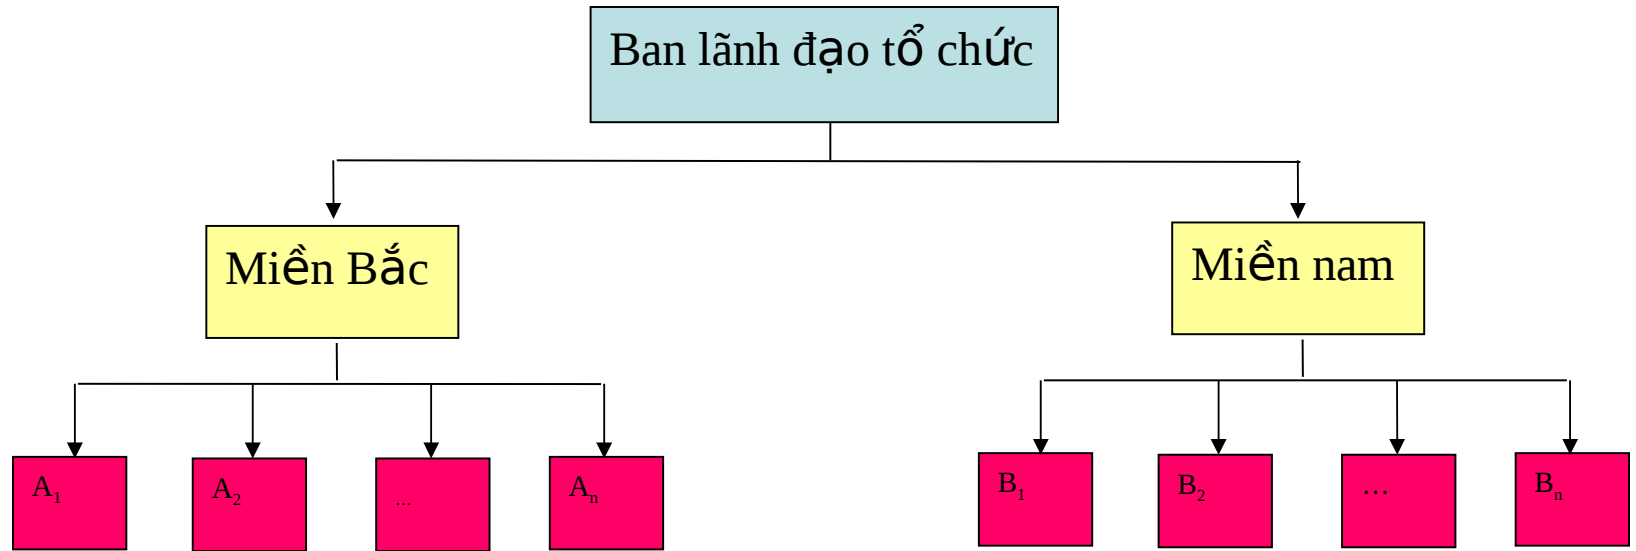 Ban lãnh đạo tổ chức
Miền Bắc
Miền nam
A1
A2
...
An
B1
B2
...
Bn